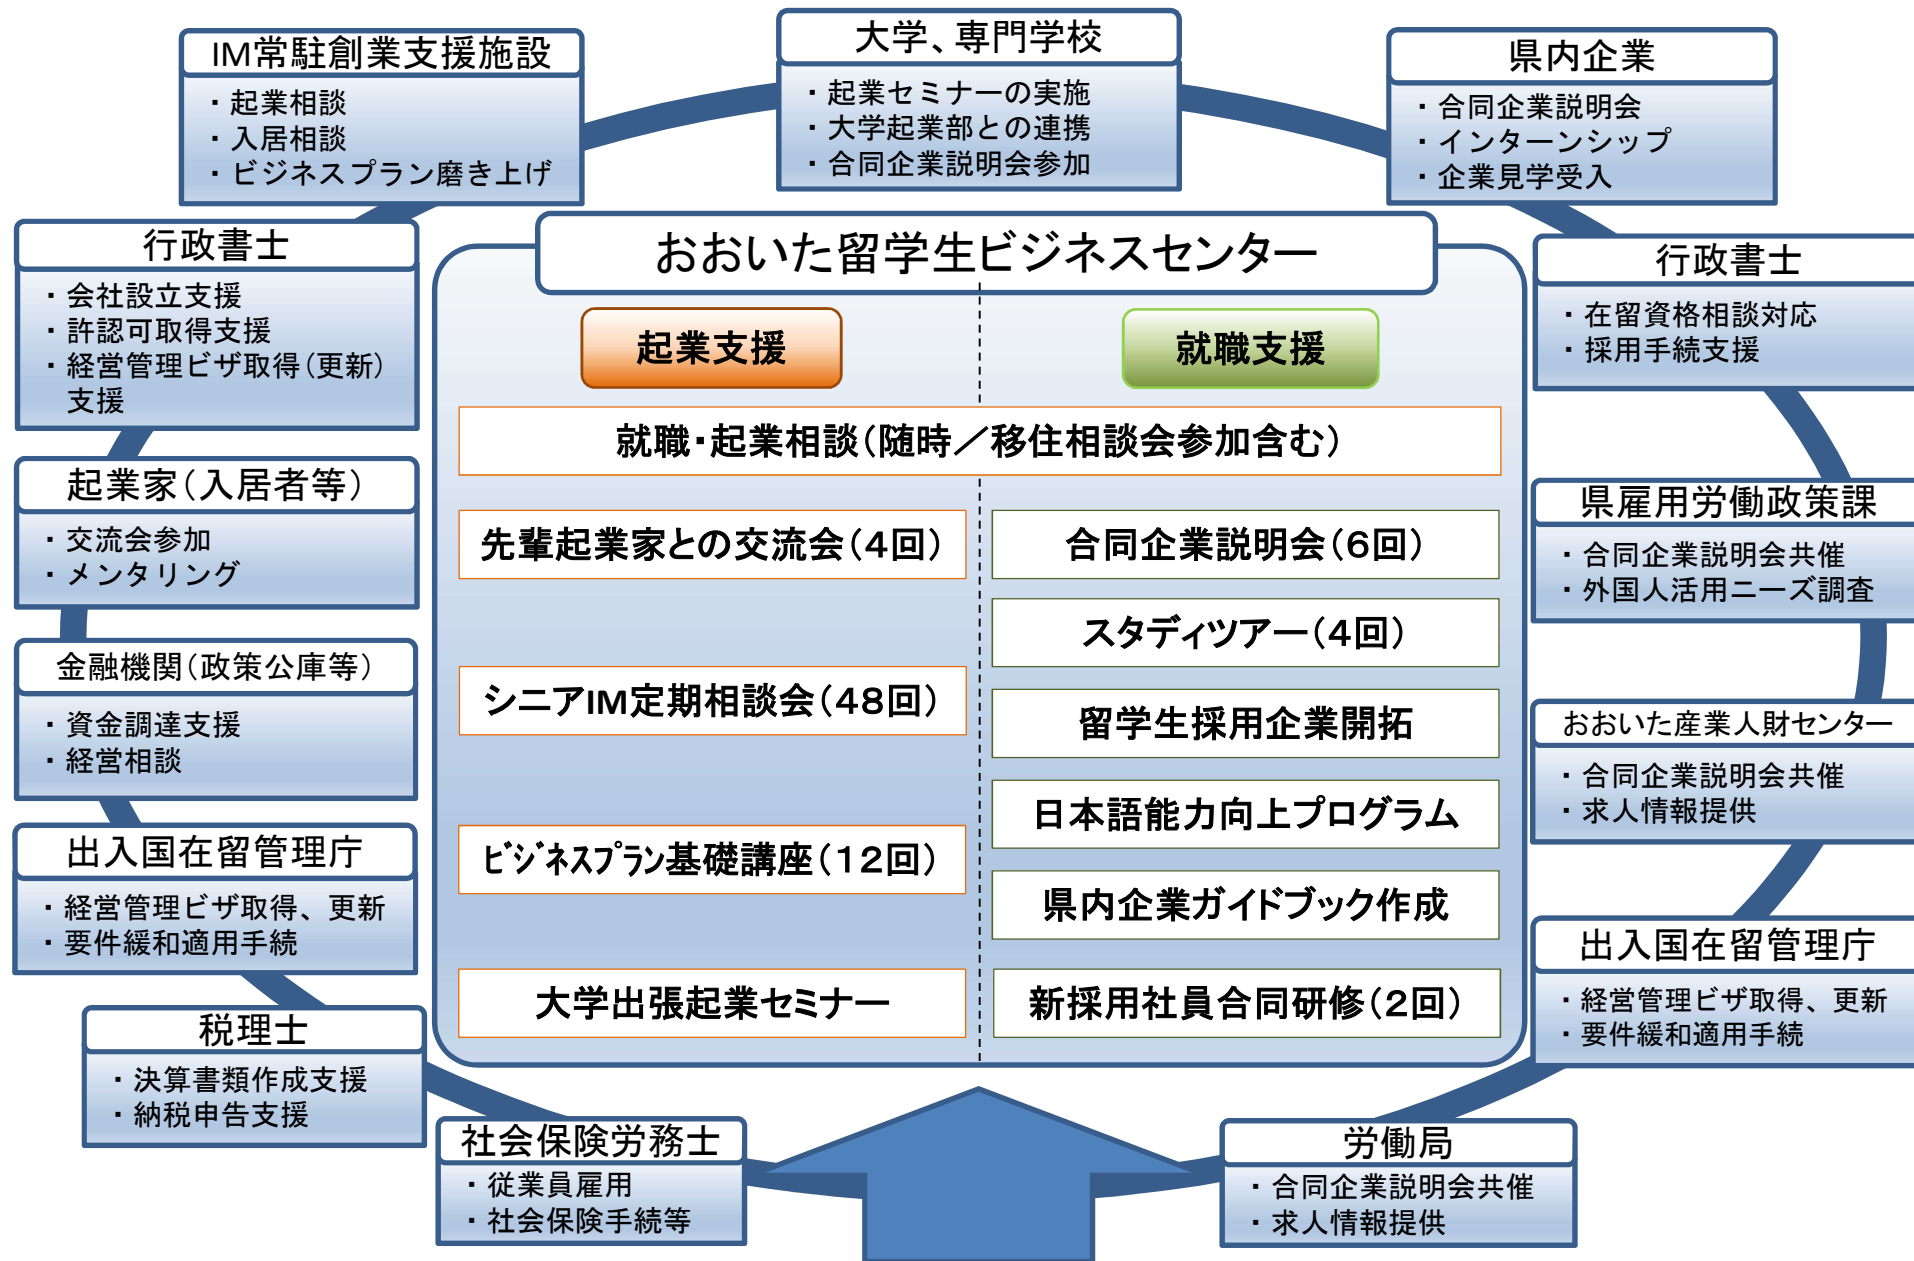 IM常駐創業支援施設
・起業相談
・入居相談
・ビジネスプラン磨き上げ
大学、専門学校
・起業セミナーの実施
・大学起業部との連携
・合同企業説明会参加
県内企業
・合同企業説明会
・インターンシップ
・企業見学受入
行政書士
・会社設立支援
・許認可取得支援
・経営管理ビザ取得（更新）
支援
起業家（入居者等）
・交流会参加
・メンタリング
金融機関（政策公庫等）
・資金調達支援
・経営相談
出入国在留管理庁
・経営管理ビザ取得、更新
・要件緩和適用手続
税理士
・決算書類作成支援
・納税申告支援
社会保険労務士
・従業員雇用
・社会保険手続等
おおいた留学生ビジネスセンター
起業支援
就職支援
就職・起業相談（随時／移住相談会参加含む）
先輩起業家との交流会（４回）
シニアIM定期相談会（４８回）
ﾋﾞｼﾞﾈｽﾌﾟﾗﾝ基礎講座（１２回）
大学出張起業セミナー
合同企業説明会（６回）
スタディツアー（４回）
留学生採用企業開拓
日本語能力向上プログラム
県内企業ガイドブック作成
新採用社員合同研修（２回）
行政書士
・在留資格相談対応
・採用手続支援
県雇用労働政策課
・合同企業説明会共催
・外国人活用ニーズ調査
おおいた産業人財センター
・合同企業説明会共催
・求人情報提供
出入国在留管理庁
・経営管理ビザ取得、更新
・要件緩和適用手続
労働局
・合同企業説明会共催
・求人情報提供